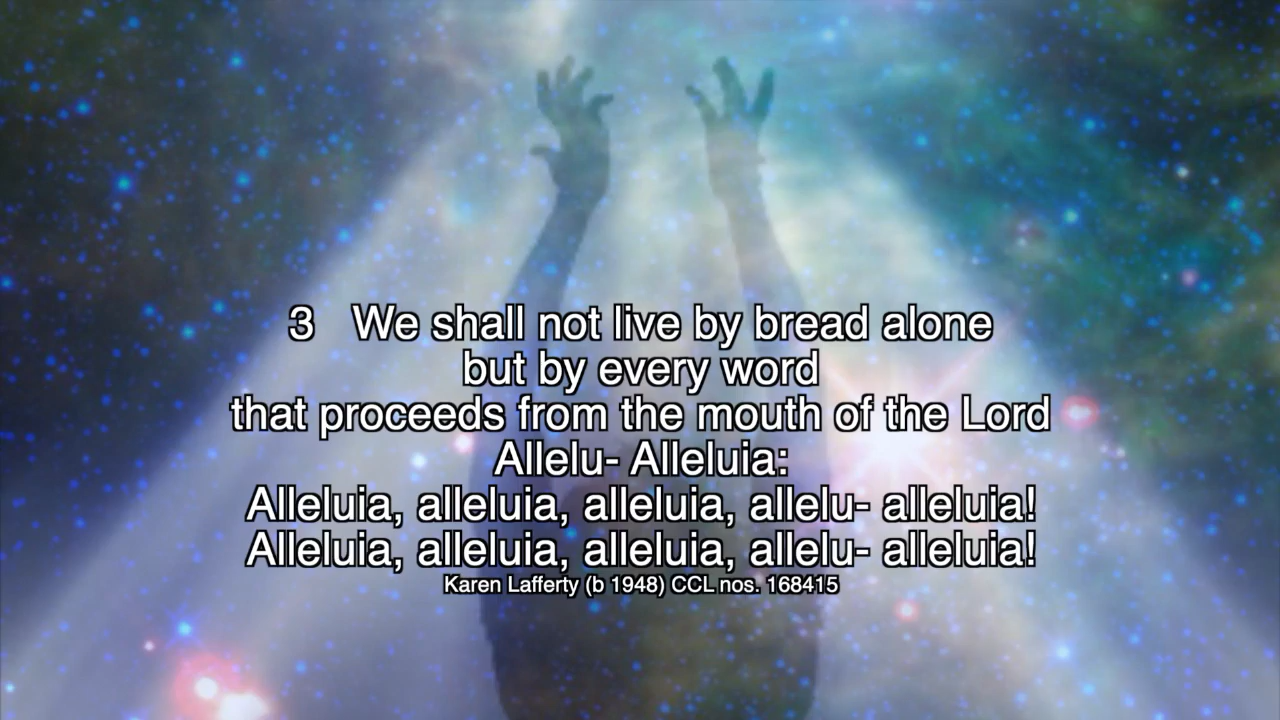 3 We shall not live by bread alone
but by every word
that proceeds from the mouth of the Lord
Allelu- Alleluia:
Alleluia, alleluia, alleluia, allelu- alleluia!
Alleluia, alleluia, alleluia, allelu- alleluia!
Karen Lafferty (b 1948) CCL nos. 168415